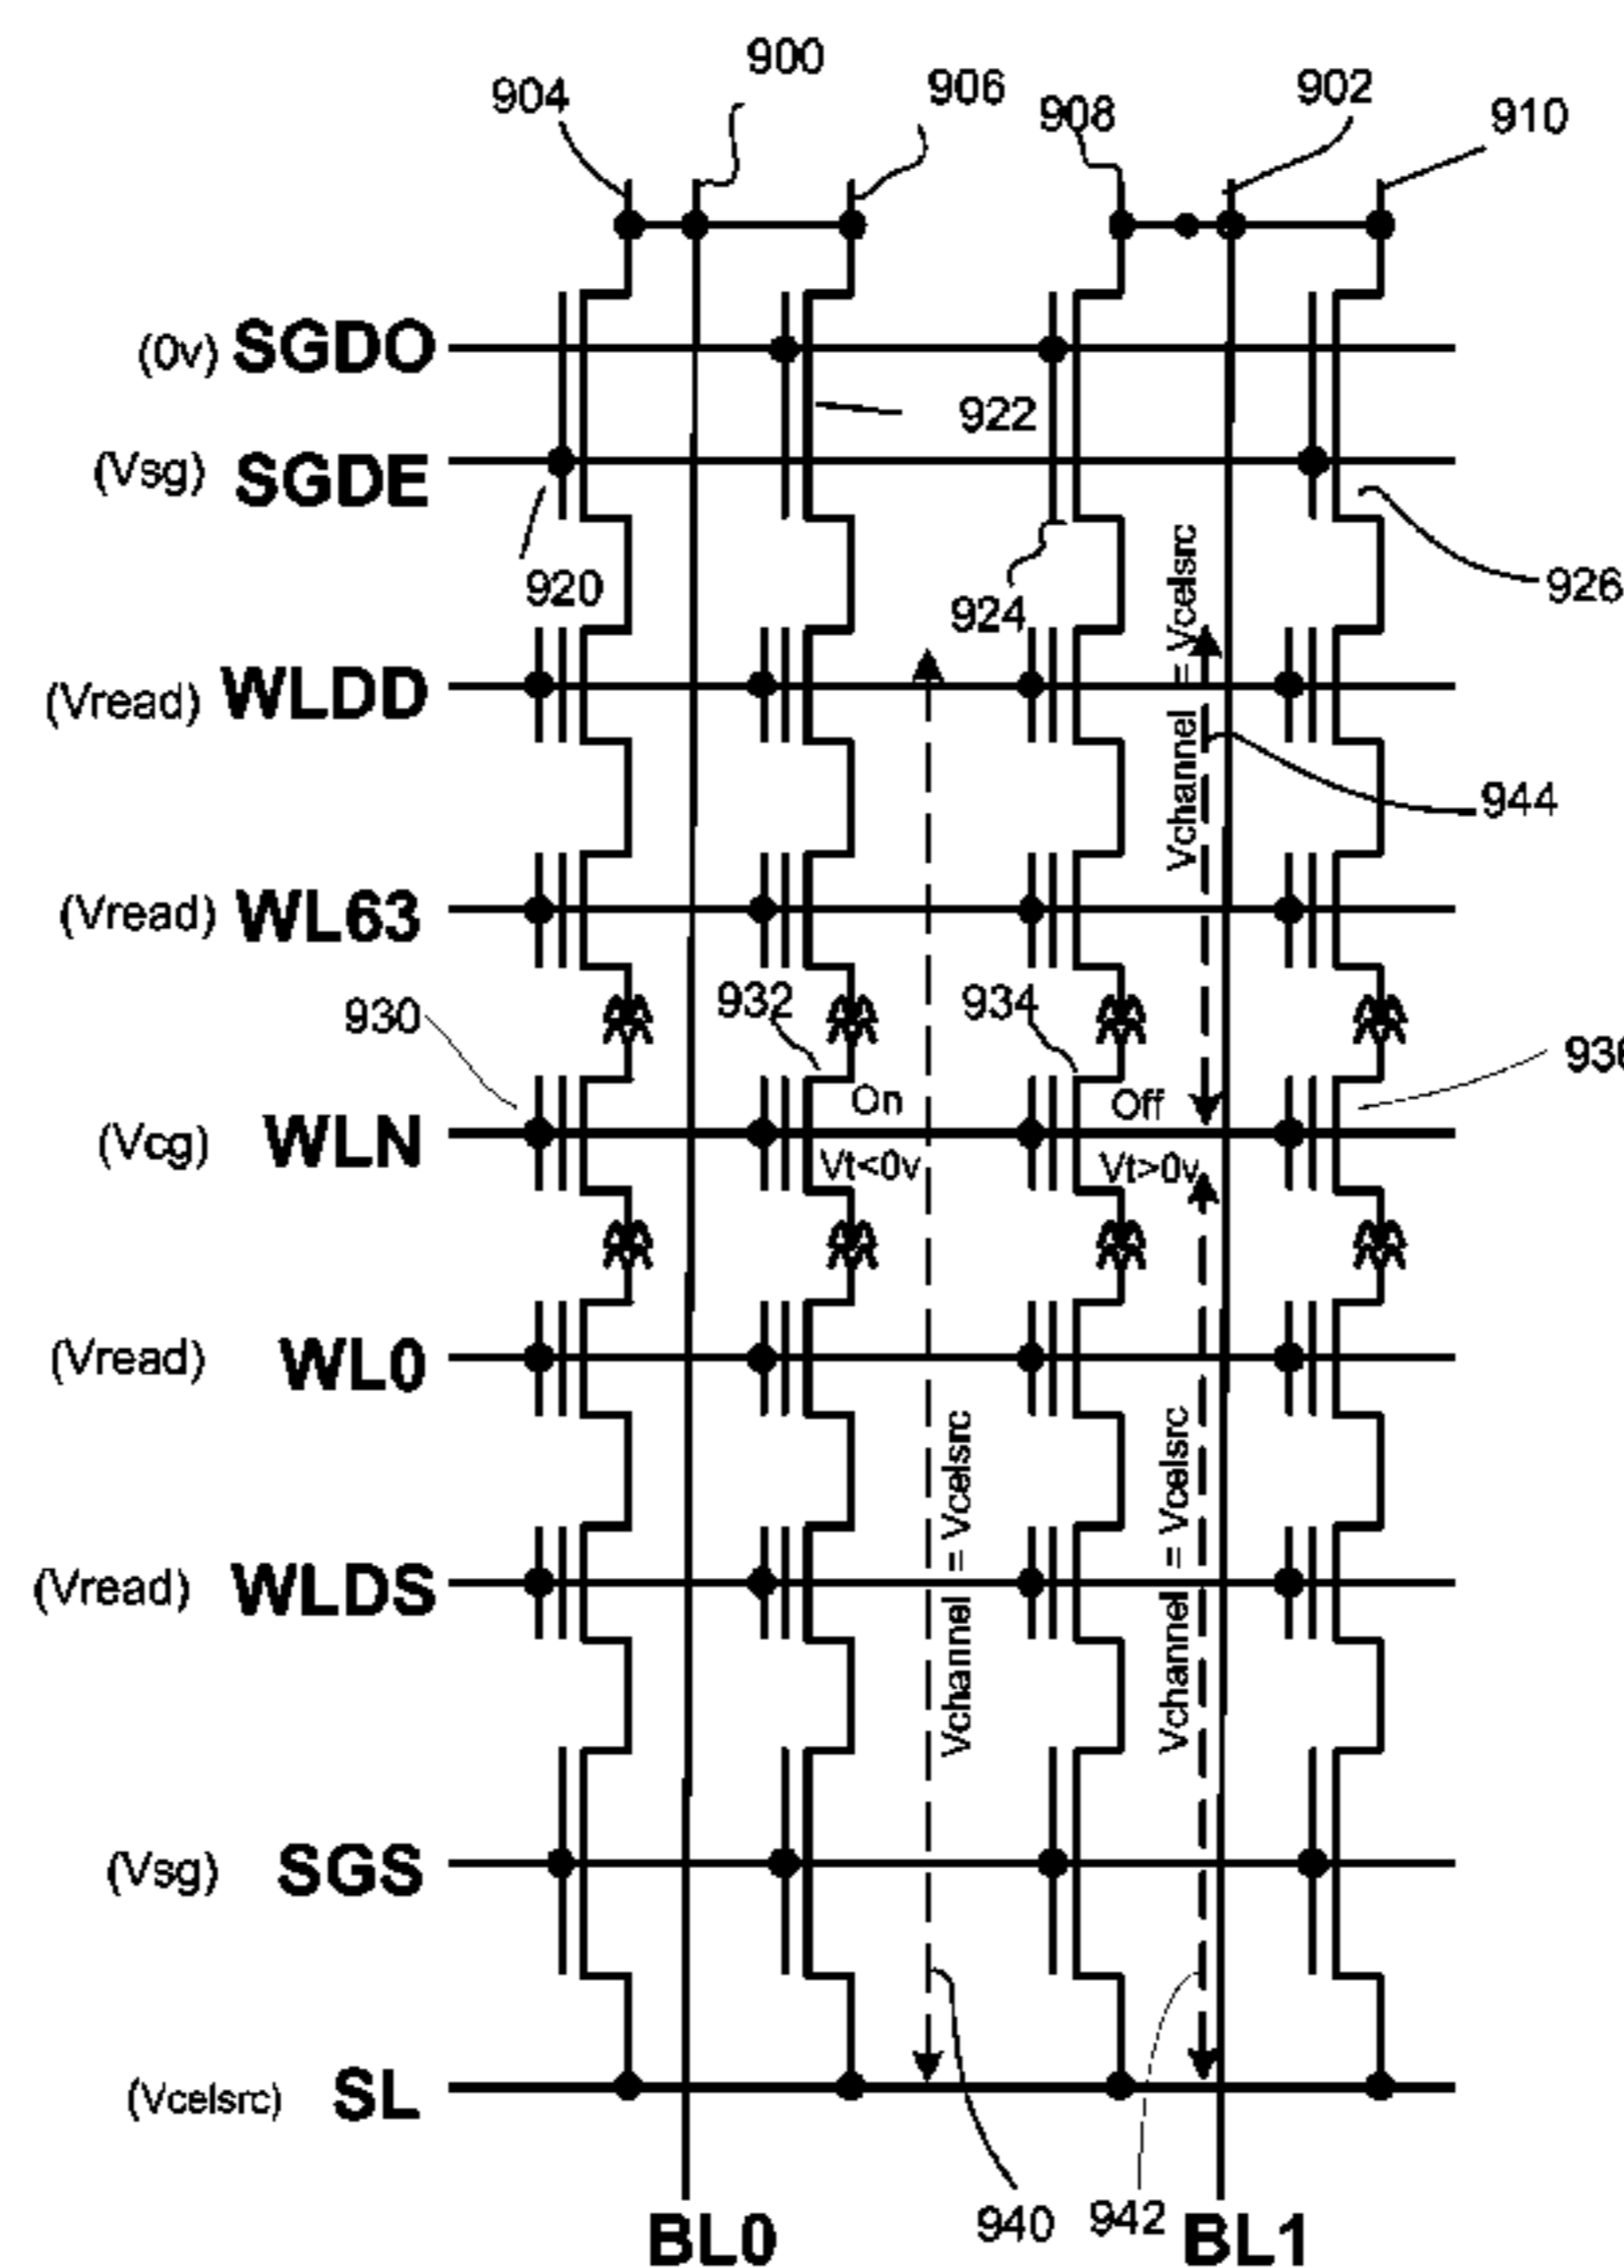 900
904
906
908
902
910
(0v) SGDO
922
(Vsg) SGDE
920
924
926
Vchannel = Vcelsrc
(Vread) WLDD
944
(Vread) WL63
930
932
934
On
Off
(Vcg) WLN
Vt<0v
Vt>0v
(Vread) WL0
Vchannel = Vcelsrc
Vchannel = Vcelsrc
(Vread) WLDS
(Vsg) SGS
(Vcelsrc) SL
940
942
BL0
BL1